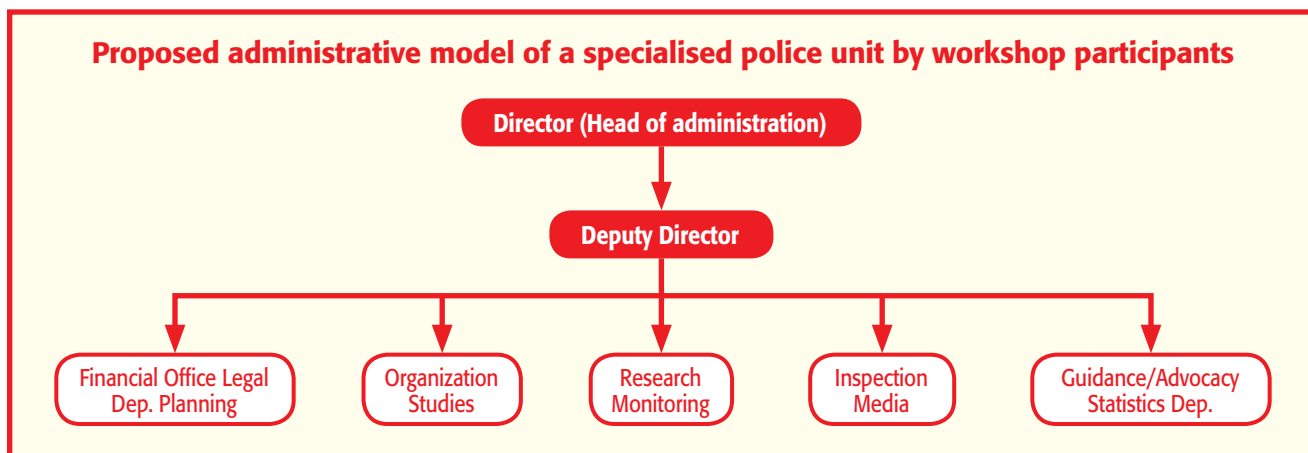 Proposed administrative model of a specialised police unit by workshop participants
Director (Head of administration)
Deputy Director
Financial Office Legal
Dep. Planning
Organization
Studies
Research
Monitoring
Inspection
Media
Guidance/Advocacy
Statistics Dep.